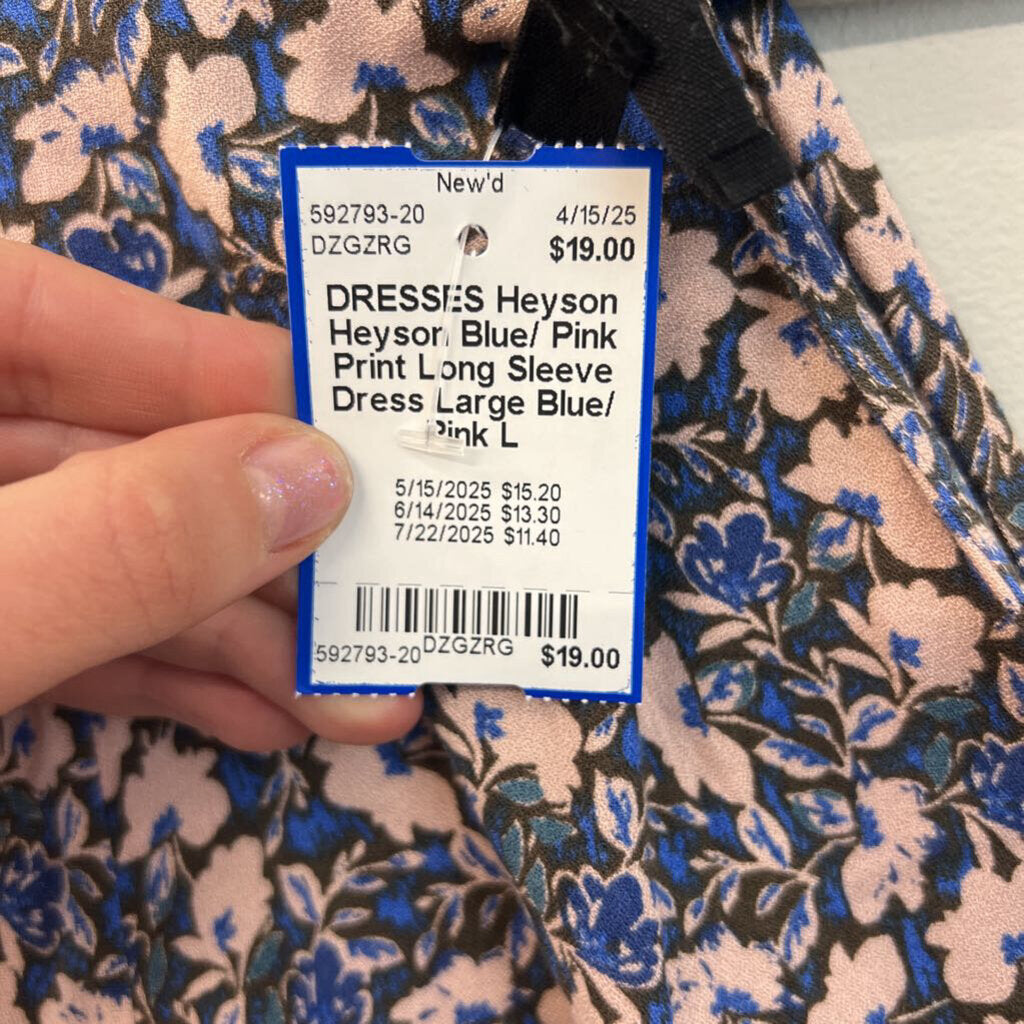 New'd
592793-20 4/15/25
DZGZRG $19.00
DRESSES Heyson
Heyson Blue/ Pink
Print Long Sleeve
Dress Large Blue/
Pink L
5/15/2025 $15.20
6/14/2025 $13.30
7/22/2025 $11.40
592793-20 DZGZRG $19.00